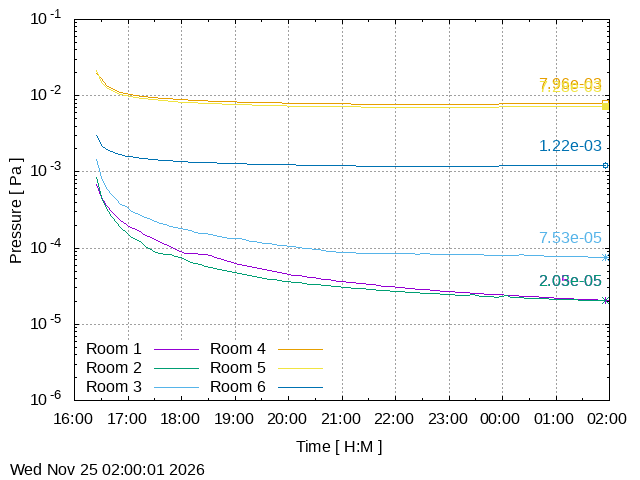 10-1
10-2
10-3
10-4
10-5
10-6
Pressure [ Pa ]
7.96e-03
1.22e-03
7.53e-05
2.05e-05
Room 1 Room 4
Room 2 Room 5
Room 3 Room 6
16:00 17:00 18:00 19:00 20:00 21:00 22:00 23:00 00:00 01:00 02:00
Time [ H:M ]
Wed Nov 25 02:00:01 2026